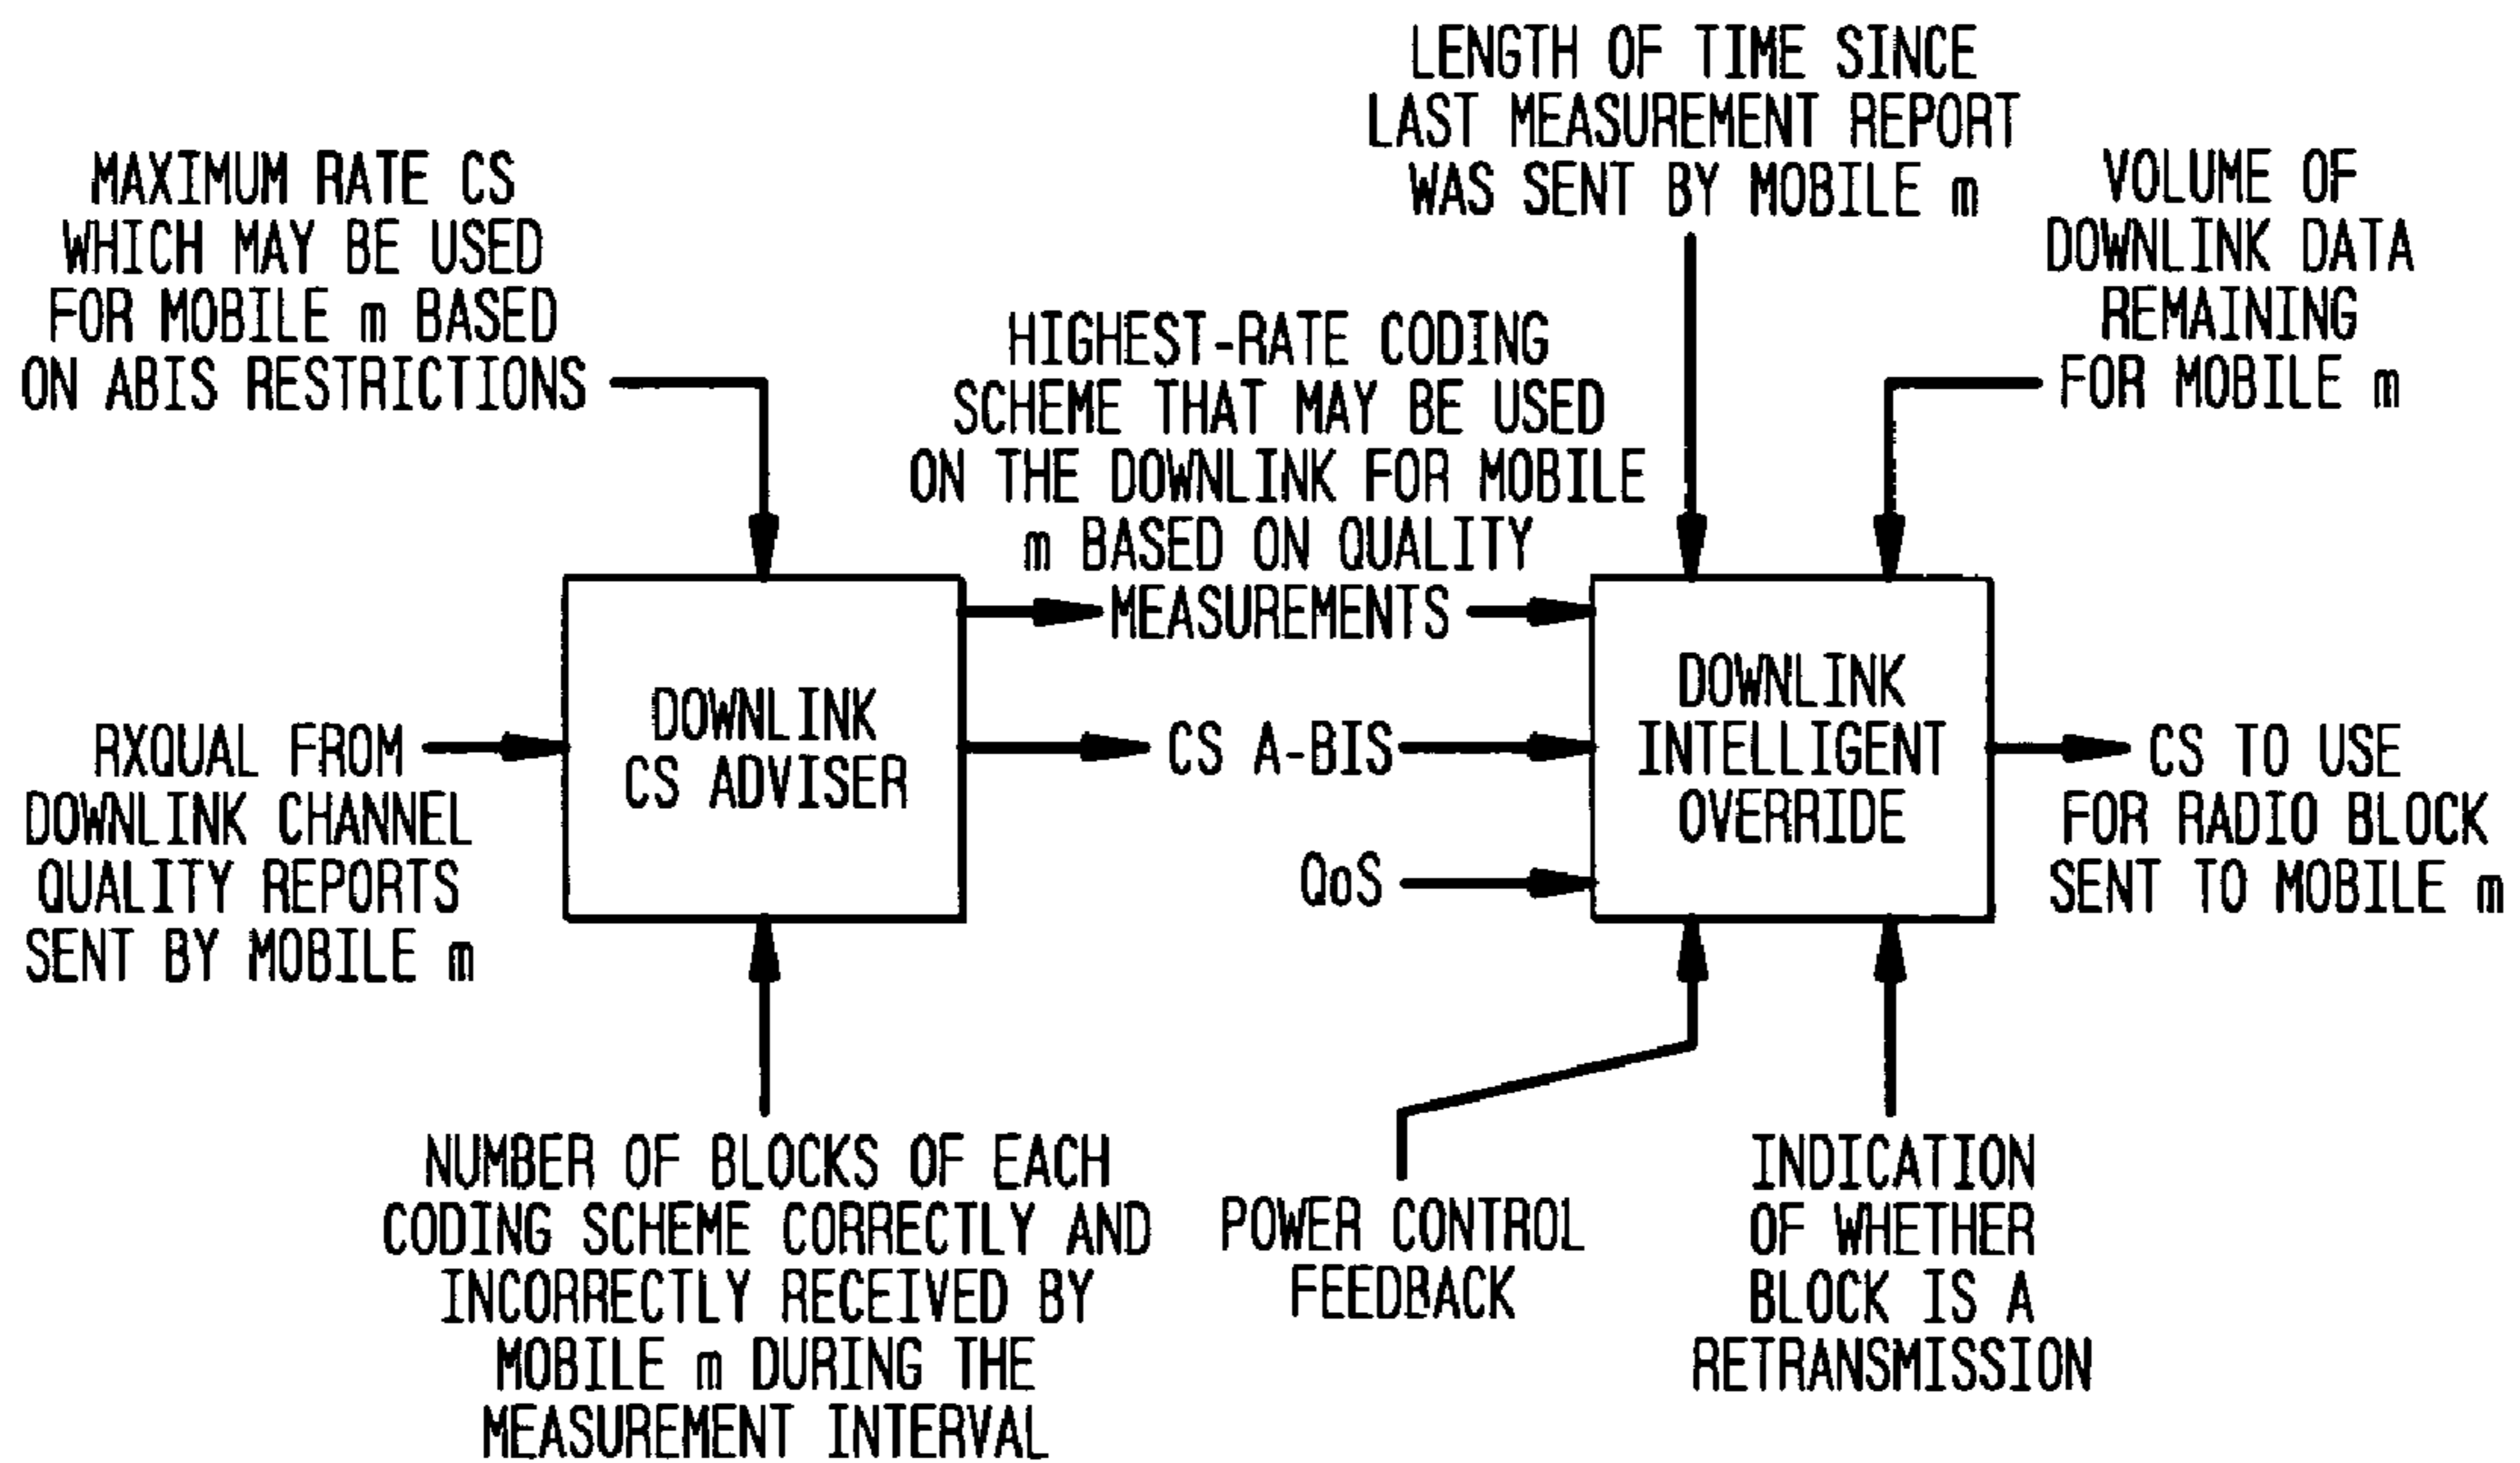 MAXIMUM RATE CS
WHICH MAY BE USED
FOR MOBILE m BASED
ON ABIS RESTRICTIONS
RXQUAL FROM
DOWNLINK CHANNEL
QUALITY REPORTS
SENT BY MOBILE m
DOWNLINK
CS ADVISER
NUMBER OF BLOCKS OF EACH
CODING SCHEME CORRECTLY AND
INCORRECTLY RECEIVED BY
MOBILE m DURING THE
MEASUREMENT INTERVAL
HIGHEST-RATE CODING
SCHEME THAT MAY BE USED
ON THE DOWNLINK FOR MOBILE
m BASED ON QUALITY
MEASUREMENTS
CS A-BIS
QoS
LENGTH OF TIME SINCE
LAST MEASUREMENT REPORT
WAS SENT BY MOBILE m
VOLUME OF
DOWNLINK DATA
REMAINING
FOR MOBILE m
DOWNLINK
INTELLIGENT
OVERRIDE
POWER CONTROL
FEEDBACK
INDICATION
OF WHETHER
BLOCK IS A
RETRANSMISSION
CS TO USE
FOR RADIO BLOCK
SENT TO MOBILE m